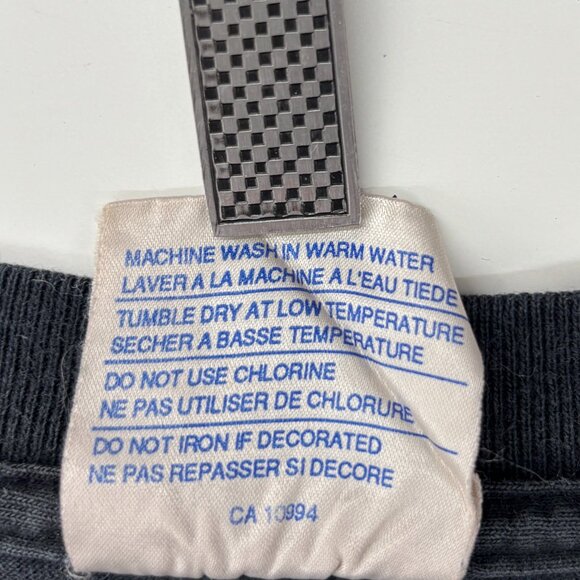 MACHINE WASH IN WARM WATER
LAVER A LA MACHINE A L'EAU TIEDE
TUMBLE DRY AT LOW TEMPERATURE
SECHER A BASSE TEMPERATURE
DO NOT USE CHLORINE
NE PAS UTILISER DE CHLORURE
DO NOT IRON IF DECORATED
NE PAS REPASSER SI DECORE
CA 10994